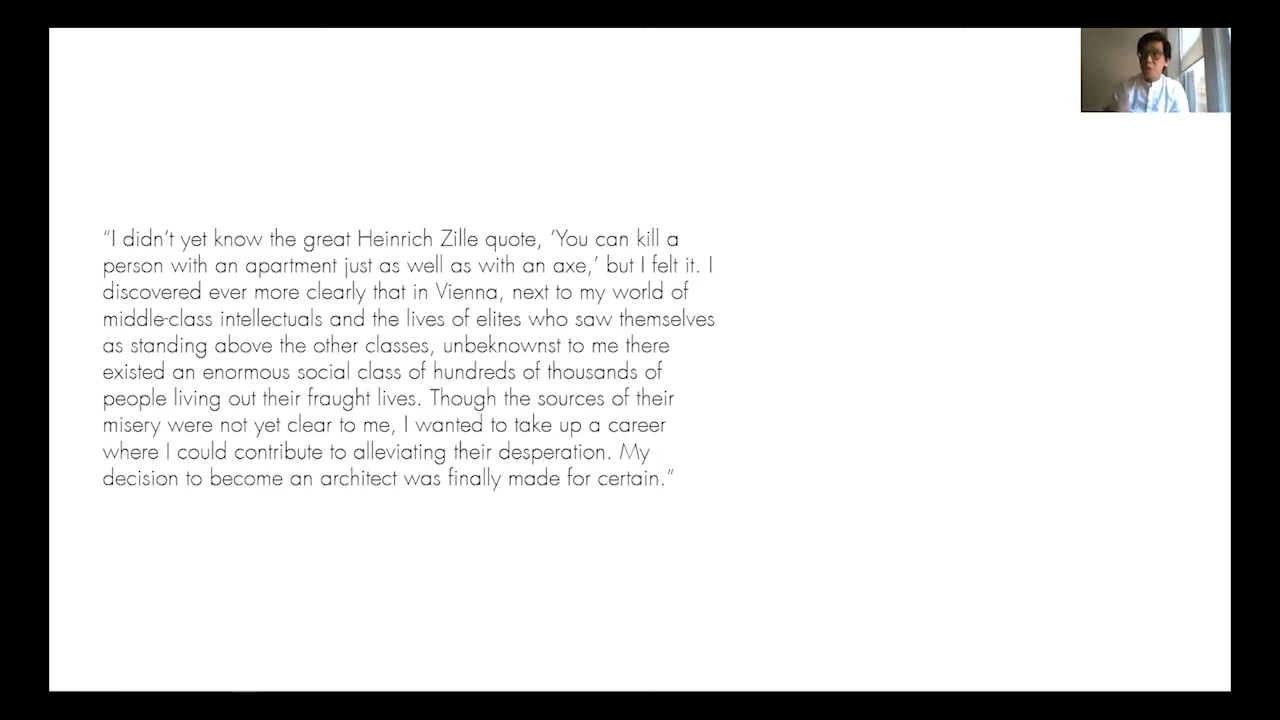 “I didn’t yet know the great Heinrich Zille quote, ‘You can kill a
person with an apartment just as well as with an axe,’ but I felt it. I
discovered ever more clearly that in Vienna, next to my world of
middle-class intellectuals and the lives of elites who saw themselves
as standing above the other classes, unbeknownst to me there
existed an enormous social class of hundreds of thousands of
people living out their fraught lives. Though the sources of their
misery were not yet clear to me, I wanted to take up a career
where I could contribute to alleviating their desperation. My
decision to become an architect was finally made for certain.”